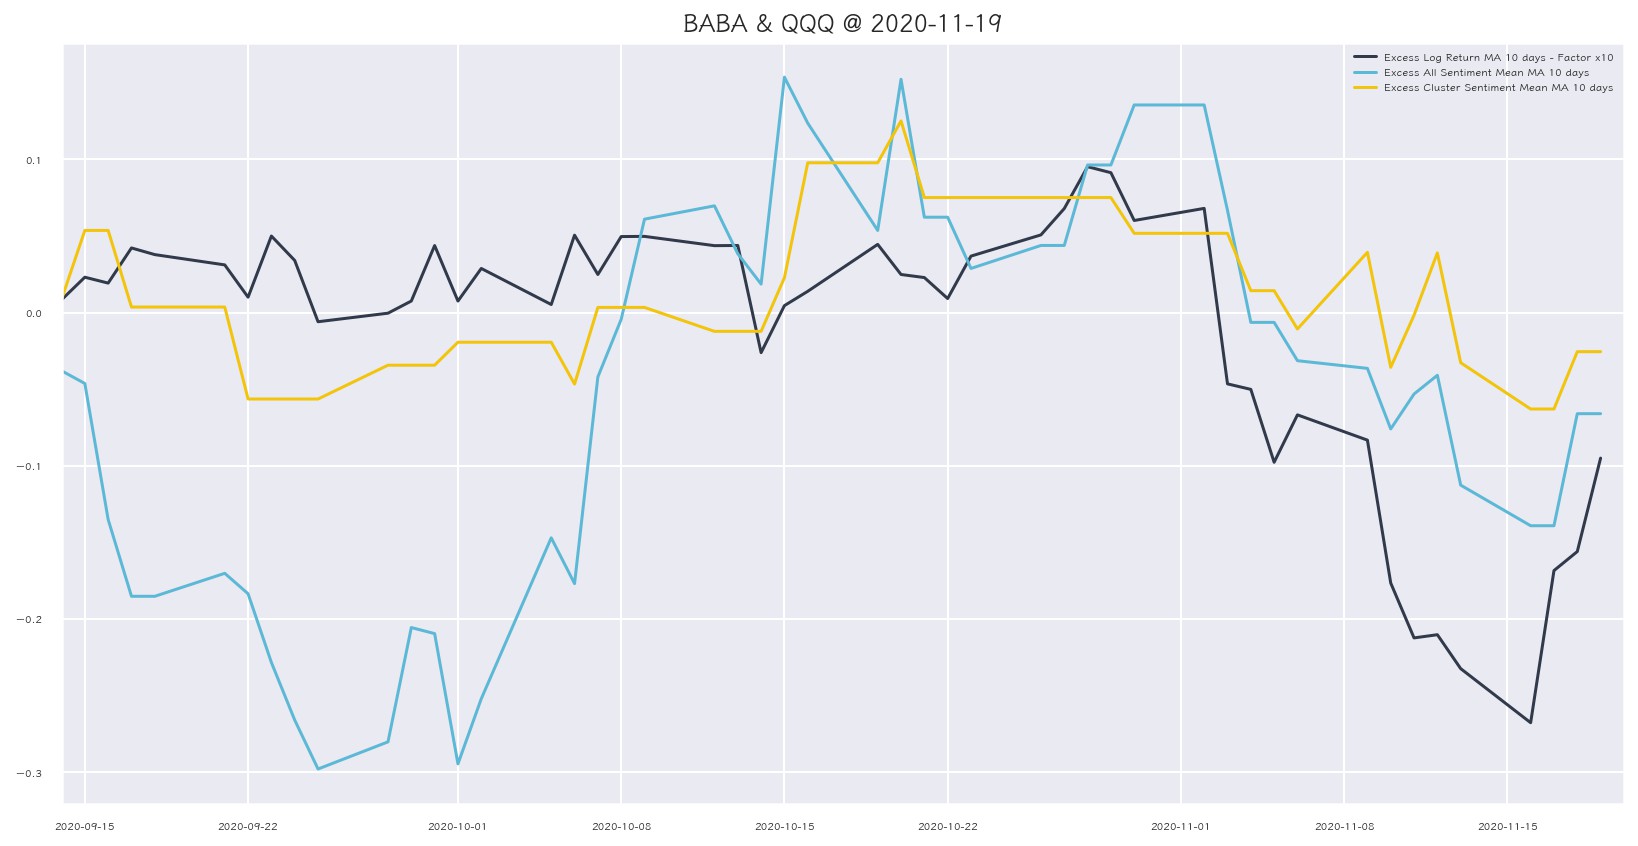 BABA & QQQ @ 2020-11-19
Excess Log Return MA 10 days - Factor x10
Excess All Sentiment Mean MA 10 days
Excess Cluster Sentiment Mean MA 10 days
0.1
0.0
−0.1
−0.2
−0.3
2020-09-15 2020-09-22 2020-10-01 2020-10-08 2020-10-15 2020-10-22 2020-11-01 2020-11-08 2020-11-15